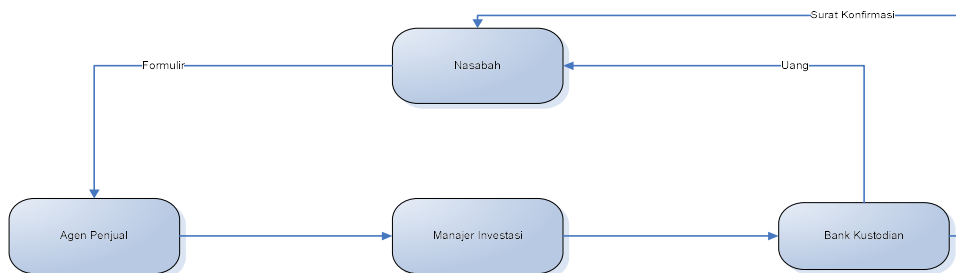 Surat Konfirmasi
Nasabah
Formulir
Uang
Agen Penjual
Manajer Investasi
Bank Kustodian